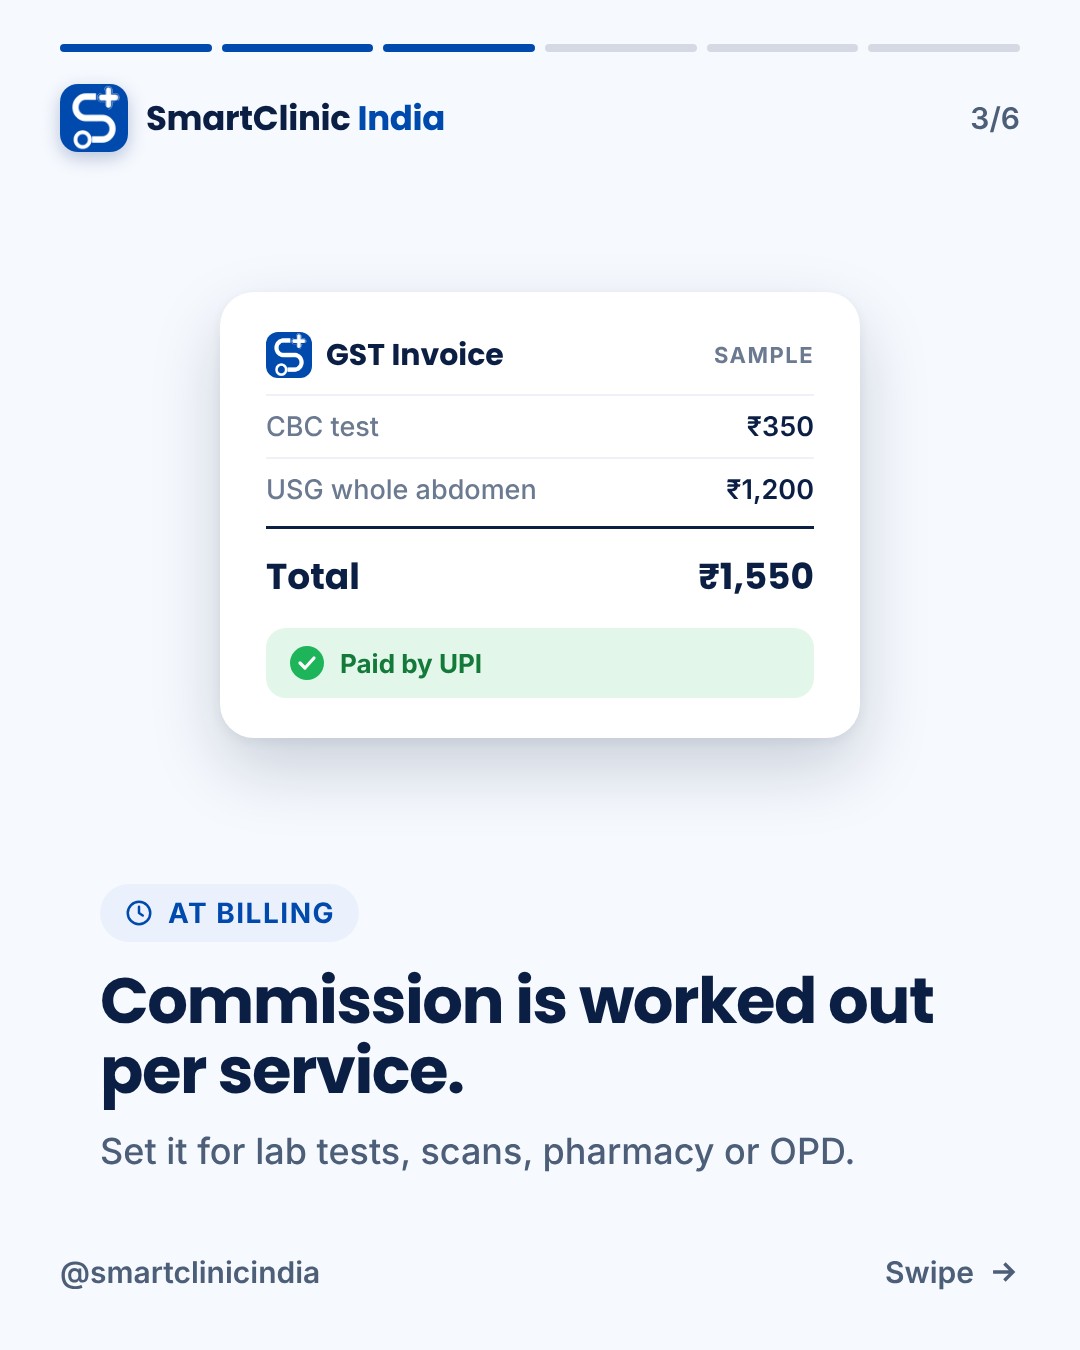 SmartClinic India
3/6
GST Invoice
SAMPLE
CBC test
₹350
USG whole abdomen
₹1,200
Total
₹1,550
Paid by UPI
AT BILLING
Commission is worked out
per service.
Set it for lab tests, scans, pharmacy or OPD.
@smartclinicindia
Swipe →